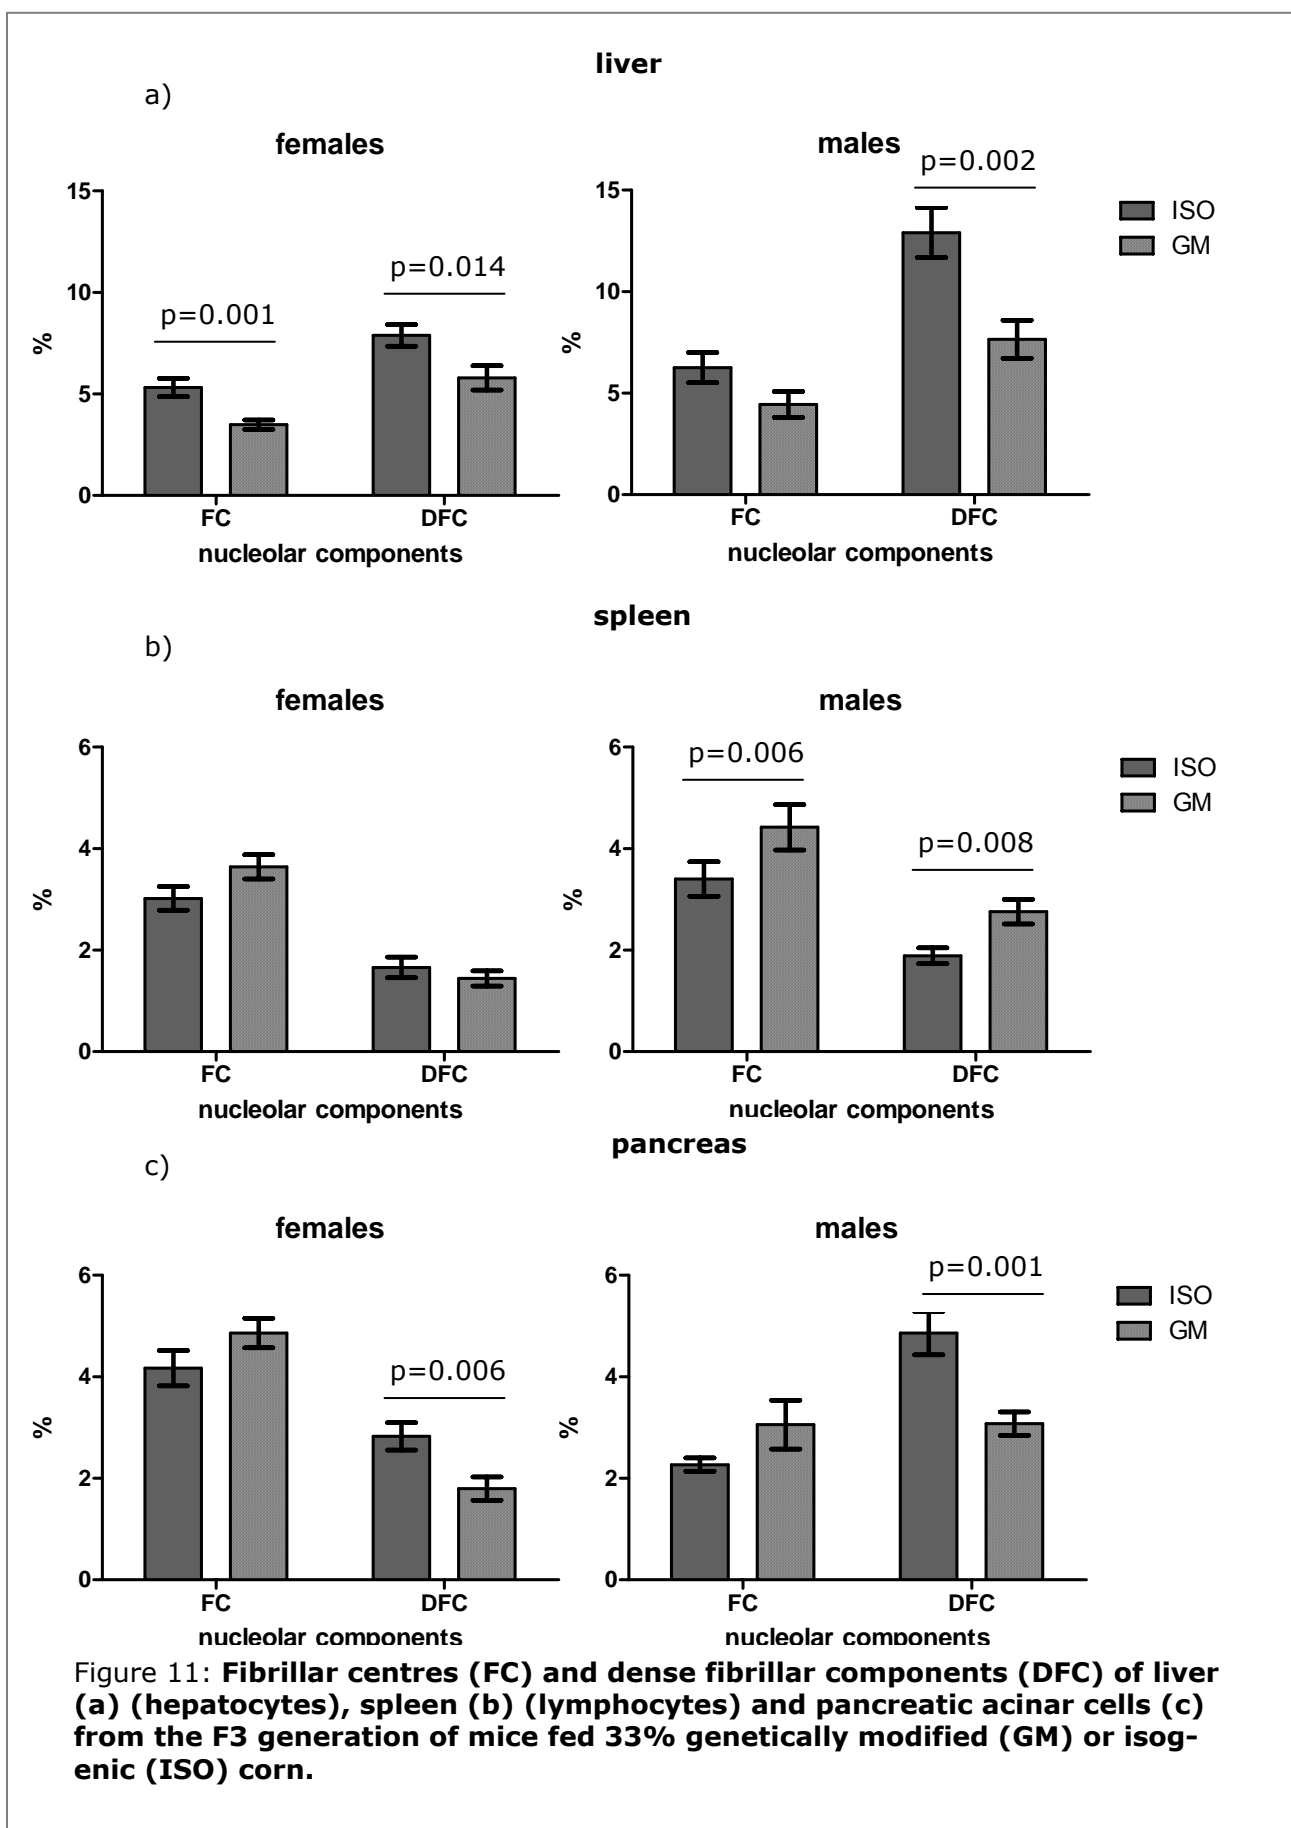 liver
a)
females
p=0.001
p=0.014
15
10
5
0
%
FC
DFC
nucleolar components
males
p=0.002
15
10
5
0
%
FC
DFC
nucleolar components
ISO
GM
spleen
b)
females
6
4
2
0
%
FC
DFC
nucleolar components
males
p=0.006
p=0.008
6
4
2
0
%
FC
DFC
nucleolar components
ISO
GM
pancreas
c)
females
p=0.006
6
4
2
0
%
FC
DFC
nucleolar components
males
p=0.001
6
4
2
0
%
FC
DFC
nucleolar components
ISO
GM
Figure 11: Fibrillar centres (FC) and dense fibrillar components (DFC) of liver
(a) (hepatocytes), spleen (b) (lymphocytes) and pancreatic acinar cells (c)
from the F3 generation of mice fed 33% genetically modified (GM) or isog-
enic (ISO) corn.